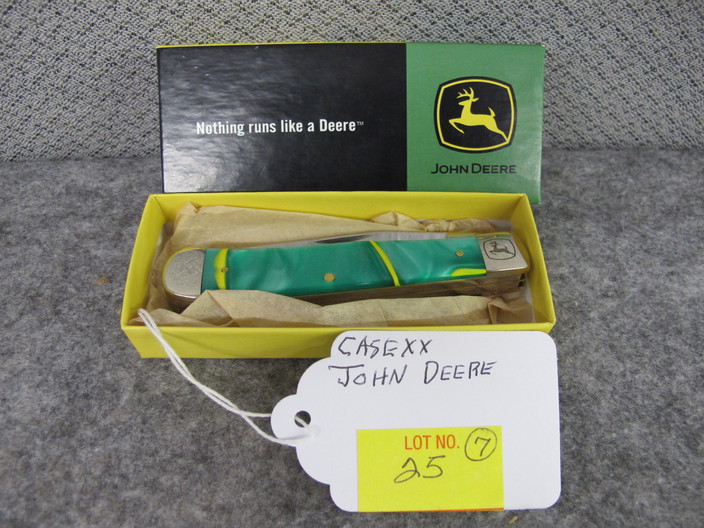 Nothing runs like a Deere™
JOHN DEERE
CASEXX
JOHN DEERE
LOT NO. 7
25